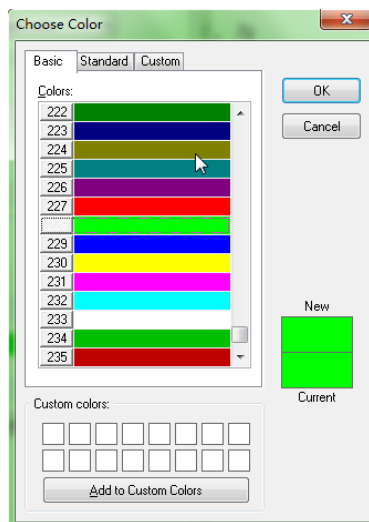 Choose Color
Basic Standard Custom
Colors:
222
223
224
225
226
227
229
230
231
232
233
234
235
OK
Cancel
New
Current
Custom colors:
Add to Custom Colors